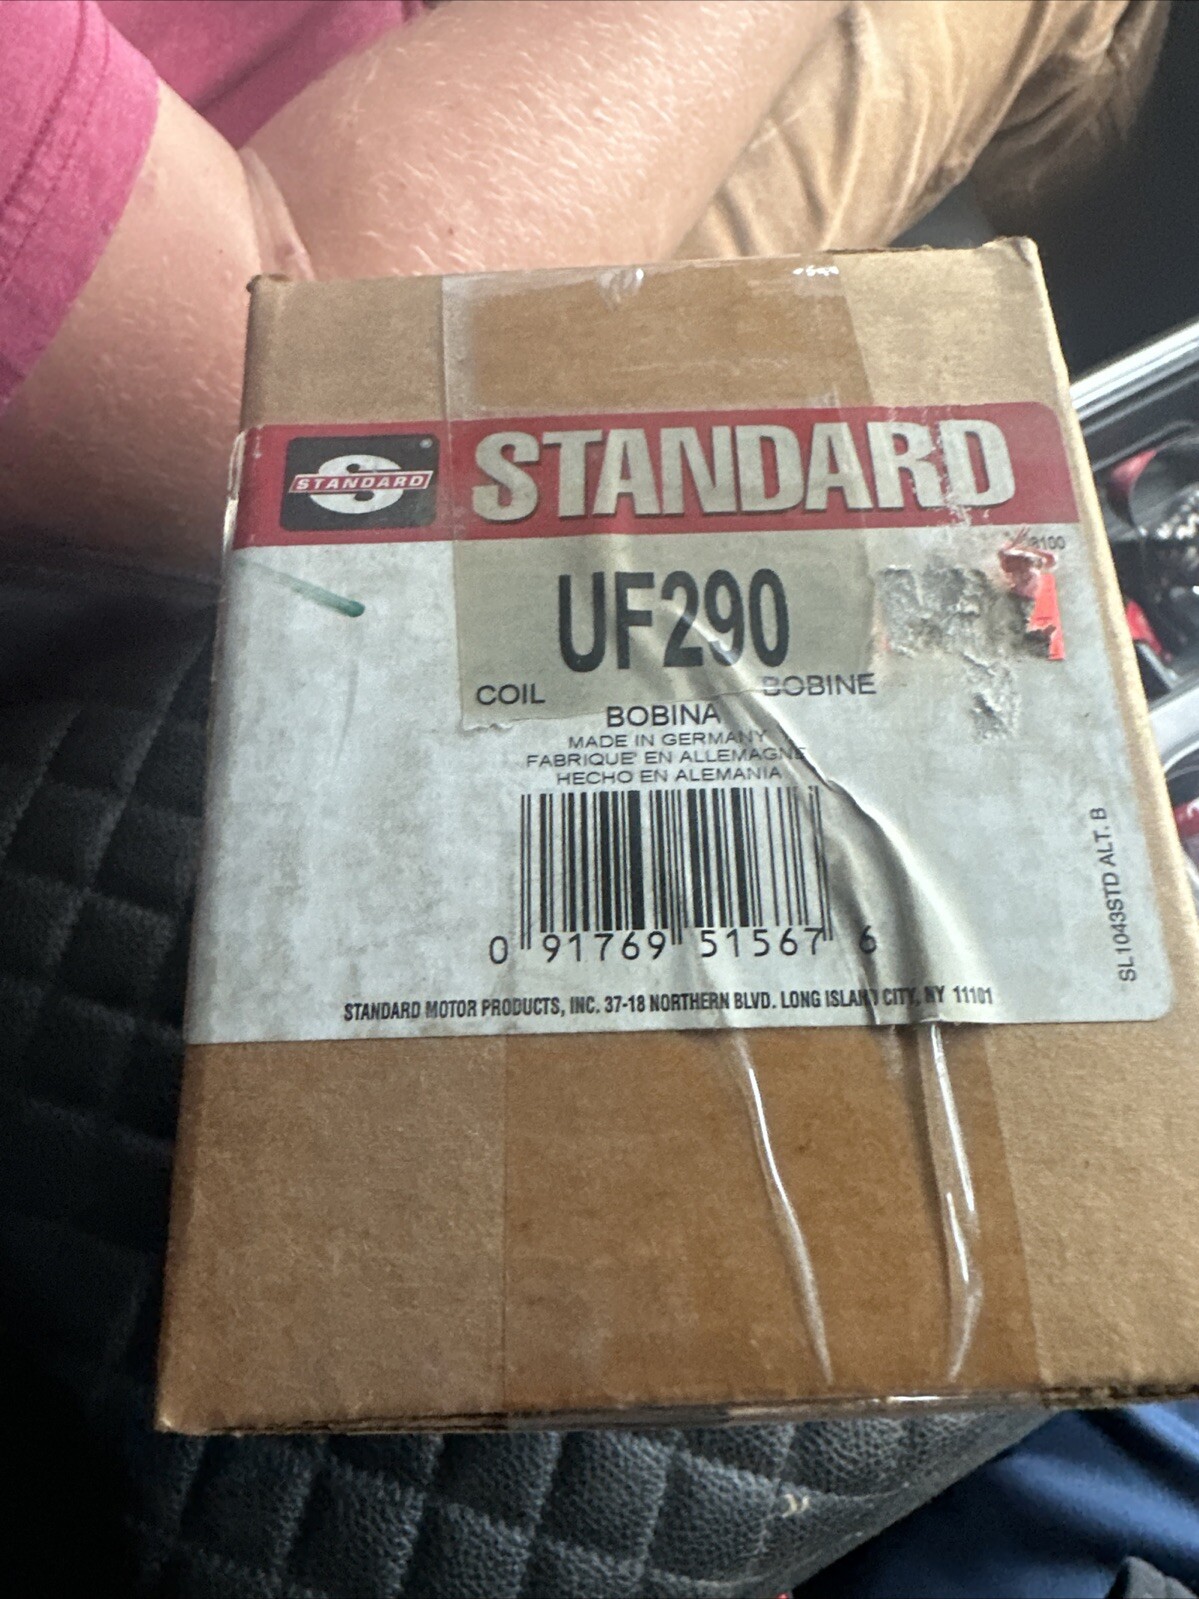 STANDARD
®
STANDARD
UF290
COIL
BOBINE
BOBINA
MADE IN GERMANY
FABRIQUE' EN ALLEMAGNE
HECHO EN ALEMANIA
0 91769 51567 6
STANDARD MOTOR PRODUCTS, INC. 37-18 NORTHERN BLVD. LONG ISLAND CITY, NY 11101
SL1043STD ALT. B